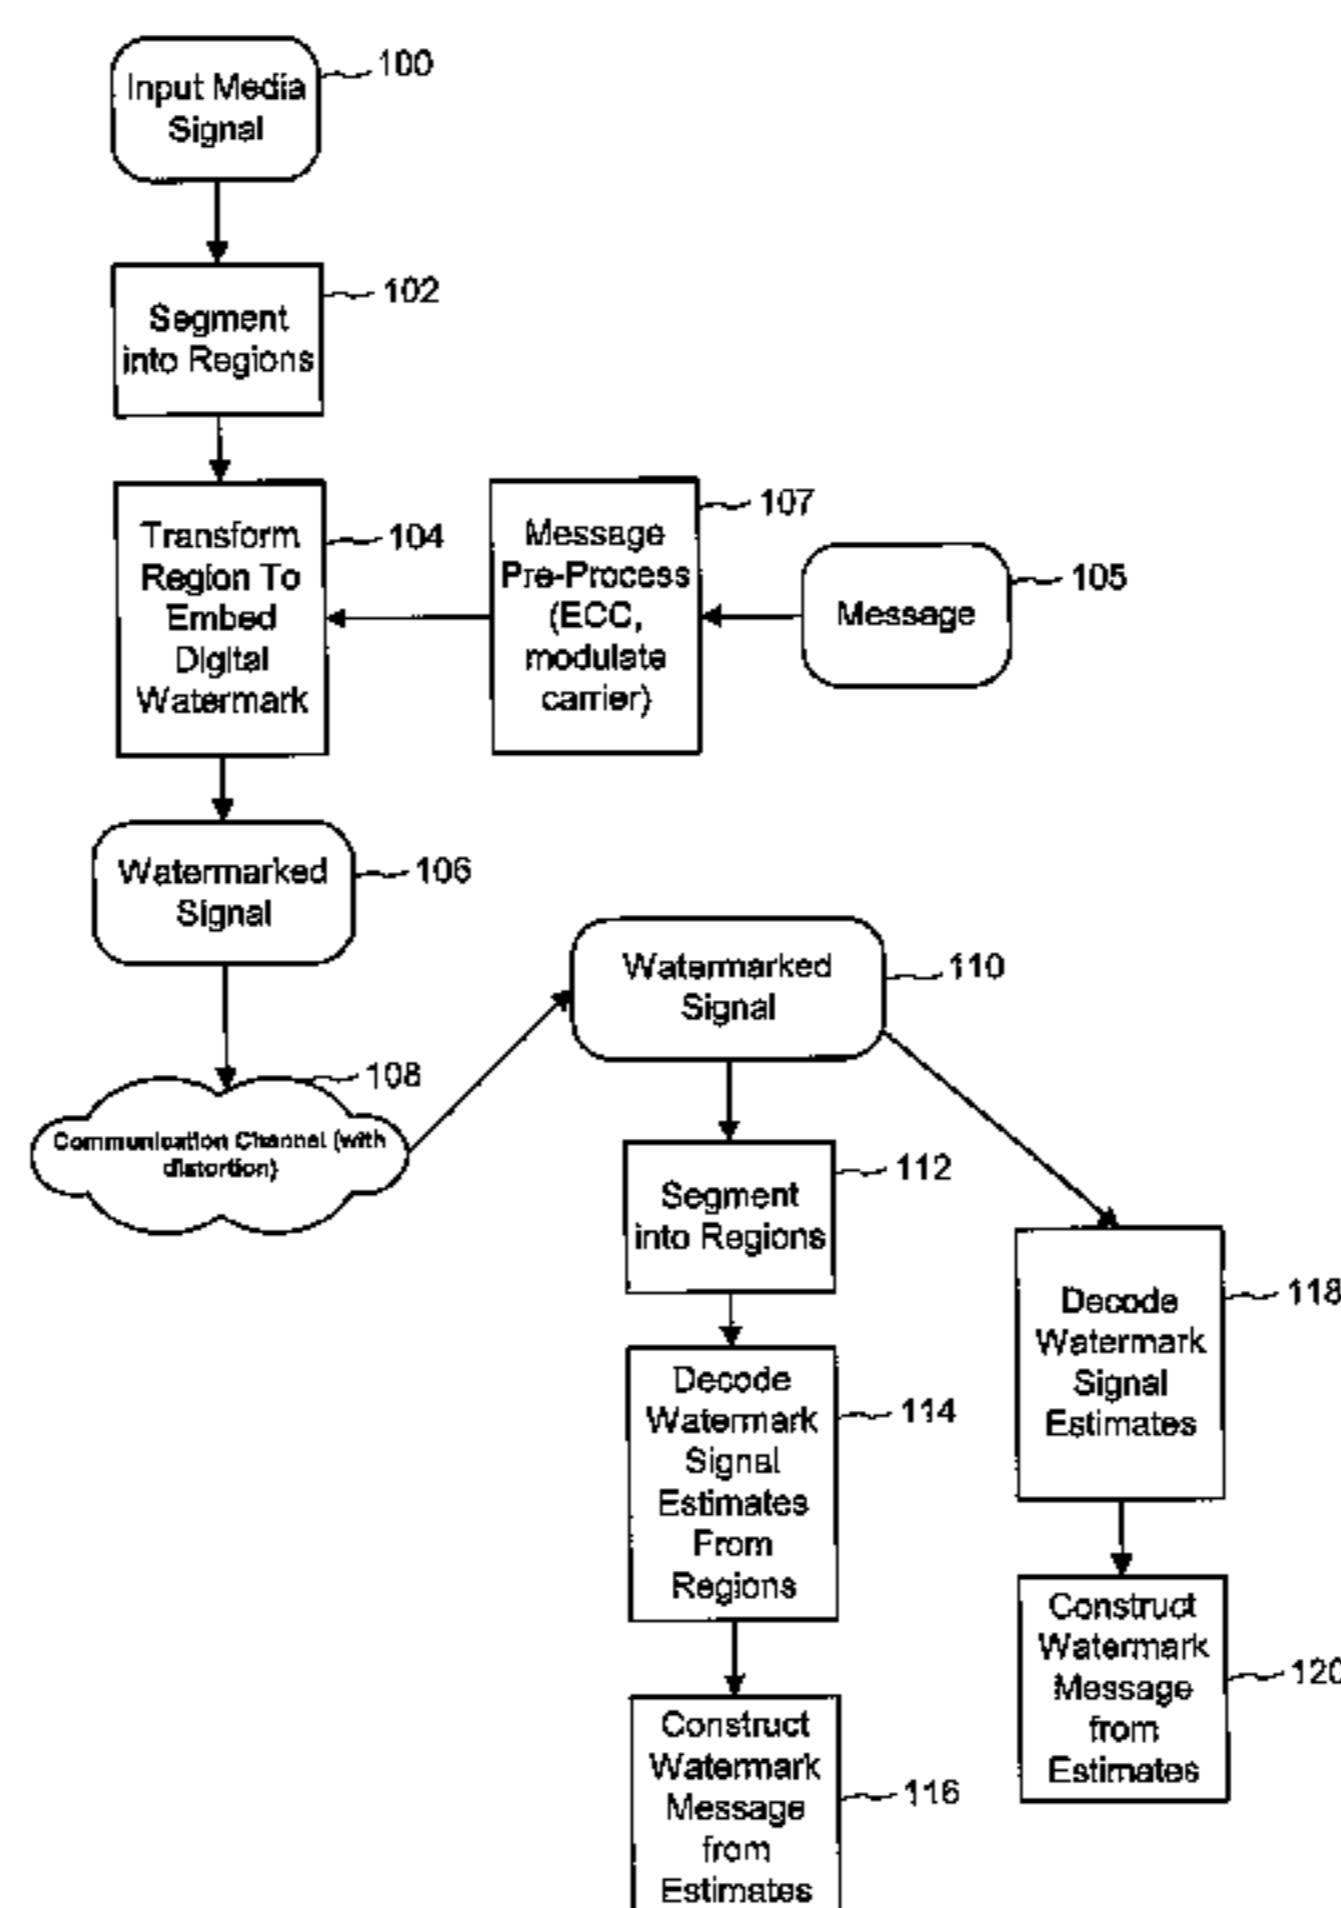 Input Media
Signal
100
Segment
into Regions
102
Transform
Region To
Embed
Digital
Watermark
104
Message
Pre-Process
(ECC,
modulate
carrier)
107
Message
105
Watermarked
Signal
106
Communication Channel (with
distortion)
108
Watermarked
Signal
110
Segment
into Regions
112
Decode
Watermark
Signal
Estimates
From
Regions
114
Construct
Watermark
Message
from
Estimates
116
Decode
Watermark
Signal
Estimates
118
Construct
Watermark
Message
from
Estimates
120